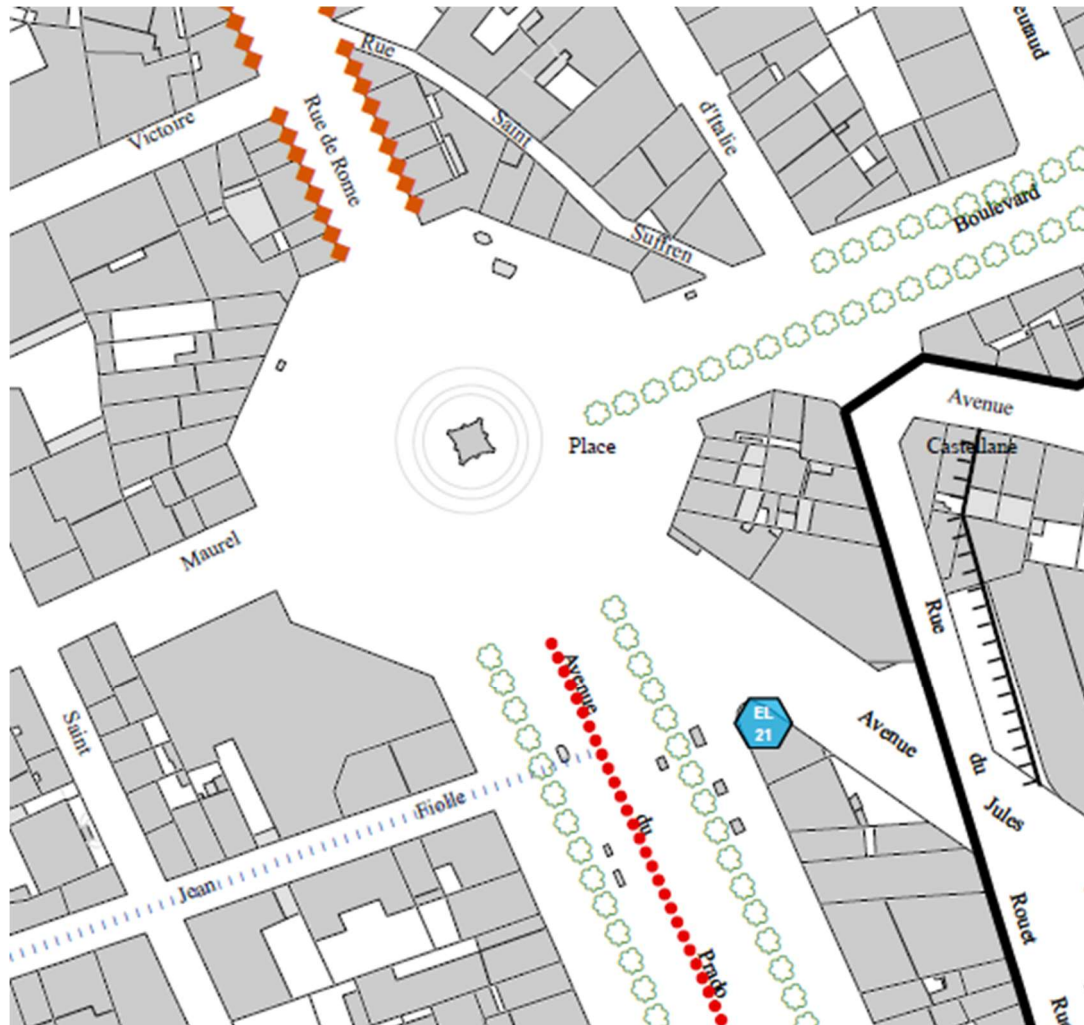 Rue
Saint
Suffren
d'Italie
Victoire
Rue de Rome
Boulevard
Avenue
Castellane
Place
Maurel
Rue
du
Rouet
Avenue
Jules
EL
21
Avenue
du
Prado
Saint
Jean
Fiolle